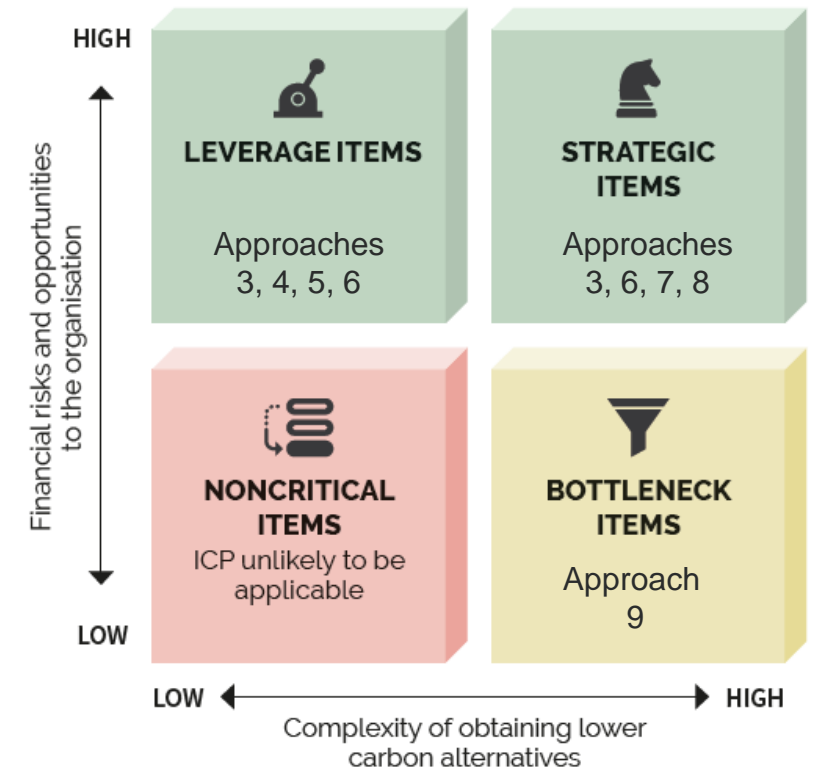 HIGH
Financial risks and opportunities
to the organisation
LOW
LEVERAGE ITEMS
Approaches
3, 4, 5, 6
STRATEGIC
ITEMS
Approaches
3, 6, 7, 8
NONCRITICAL
ITEMS
ICP unlikely to be
applicable
BOTTLENECK
ITEMS
Approach
9
LOW
HIGH
Complexity of obtaining lower
carbon alternatives